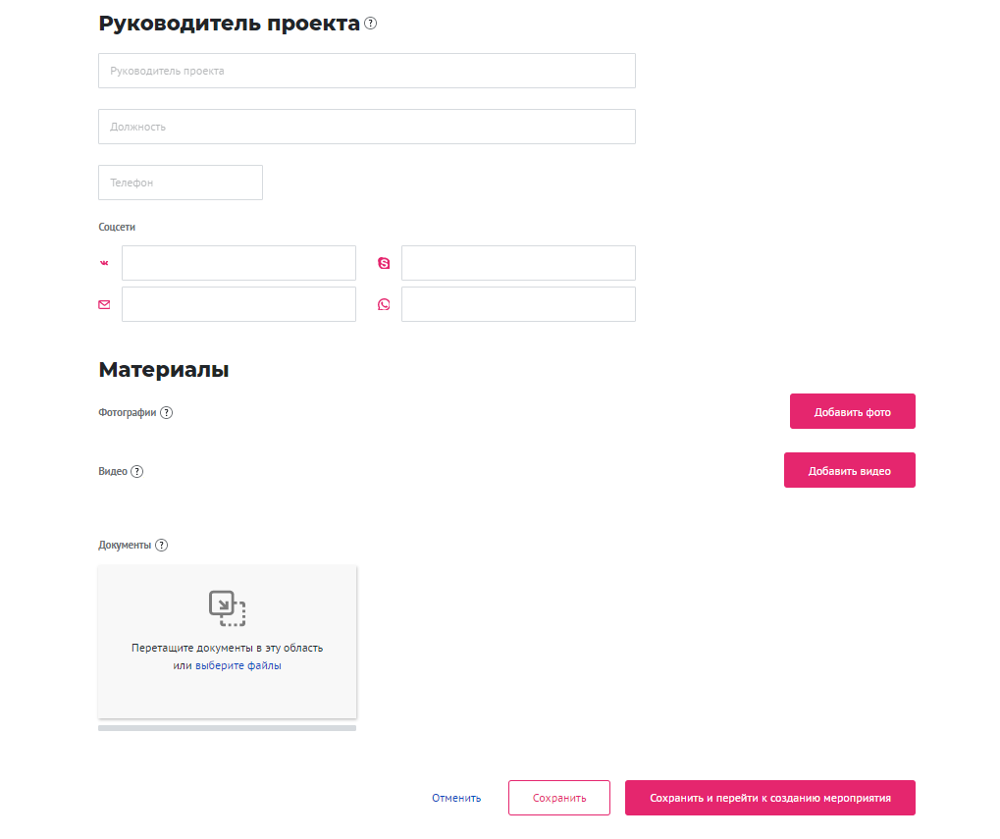 Руководитель проекта ?
Руководитель проекта
Должность
Телефон
Соцсети
Материалы
Фотографии ?
Добавить фото
Видео ?
Добавить видео
Документы ?
Перетащите документы в эту область
или выберите файлы
Отменить
Сохранить
Сохранить и перейти к созданию мероприятия